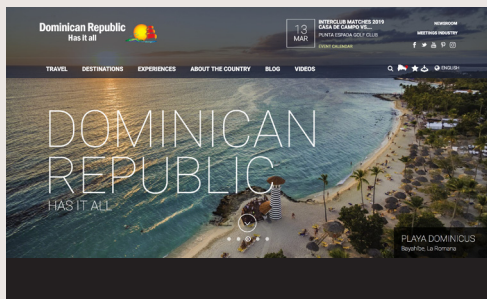 Dominican Republic
Has it all
13
MAR
INTERCLUB MATCHES 2019
CASA DE CAMPO VS....
PUNTA ESPADA GOLF CLUB
EVENT CALENDAR
NEWSROOM
MEETINGS INDUSTRY
TRAVEL
DESTINATIONS
EXPERIENCES
ABOUT THE COUNTRY
BLOG
VIDEOS
ENGLISH
DOMINICAN
REPUBLIC
HAS IT ALL
PLAYA DOMINICUS
Bayahibe, La Romana